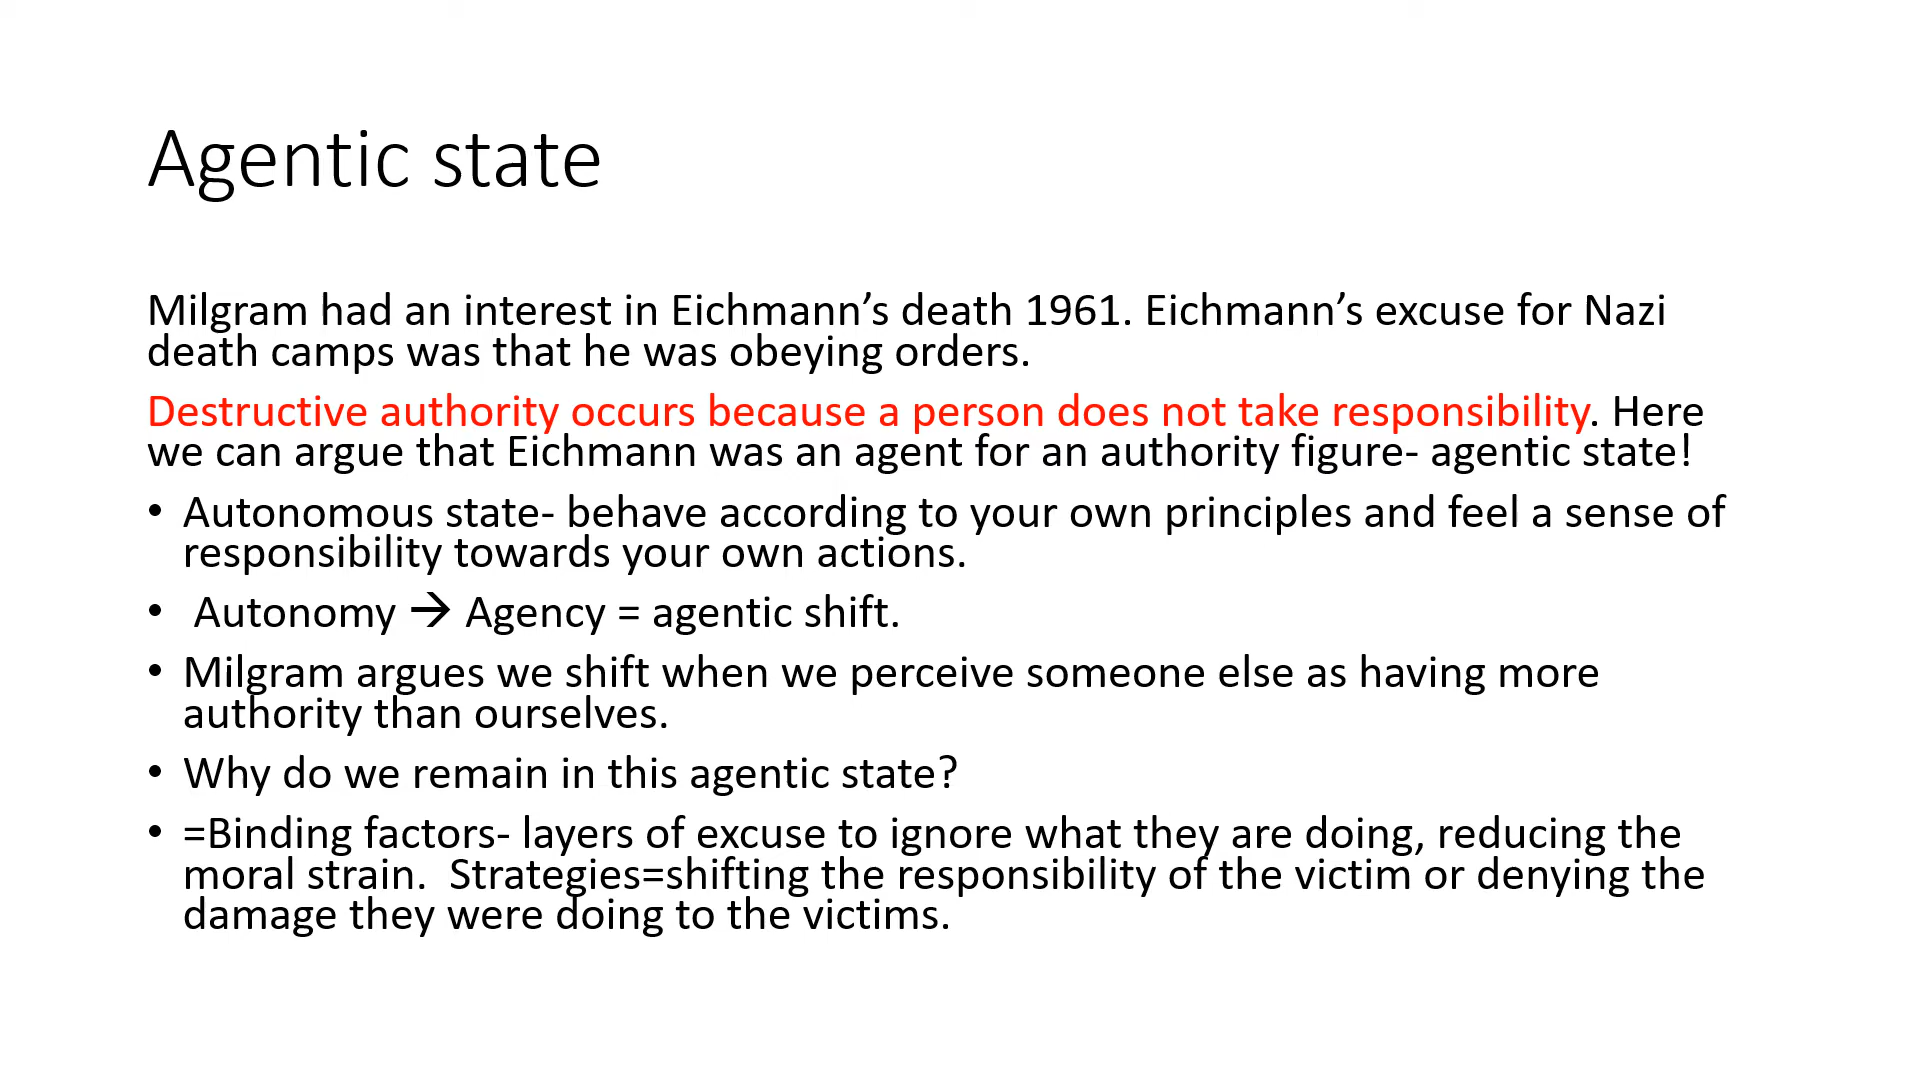 Agentic state
Milgram had an interest in Eichmann’s death 1961. Eichmann’s excuse for Nazi
death camps was that he was obeying orders.
Destructive authority occurs because a person does not take responsibility. Here
we can argue that Eichmann was an agent for an authority figure- agentic state!
• Autonomous state- behave according to your own principles and feel a sense of
responsibility towards your own actions.
• Autonomy → Agency = agentic shift.
• Milgram argues we shift when we perceive someone else as having more
authority than ourselves.
• Why do we remain in this agentic state?
• =Binding factors- layers of excuse to ignore what they are doing, reducing the
moral strain.  Strategies=shifting the responsibility of the victim or denying the
damage they were doing to the victims.